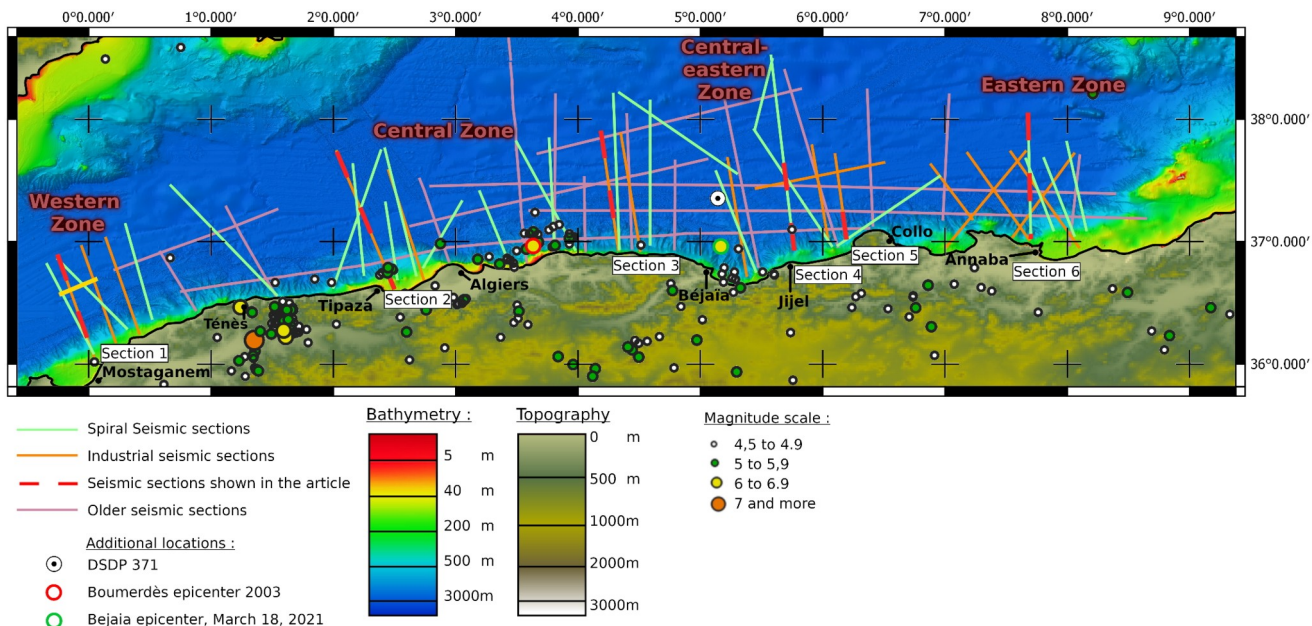 0°0.000′ 1°0.000′ 2°0.000′ 3°0.000′ 4°0.000′ 5°0.000′ 6°0.000′ 7°0.000′ 8°0.000′ 9°0.000′
Central-
eastern
Zone
Eastern Zone
Central Zone
38°0.000′
Western
Zone
37°0.000′
Collo
Section 5
Annaba
Section 6
Section 3
Section 4
Béjaïa
Jijel
Algiers
Section 2
Tipaza
Ténès
Section 1
Mostaganem
36°0.000′
Spiral Seismic sections
Industrial seismic sections
Seismic sections shown in the article
Older seismic sections
Additional locations :
DSDP 371
Boumerdès epicenter 2003
Bejaia epicenter, March 18, 2021
Bathymetry :
5 m
40 m
200 m
500 m
3000m
Topography
0 m
500 m
1000m
2000m
3000m
Magnitude scale :
4,5 to 4.9
5 to 5,9
6 to 6.9
7 and more